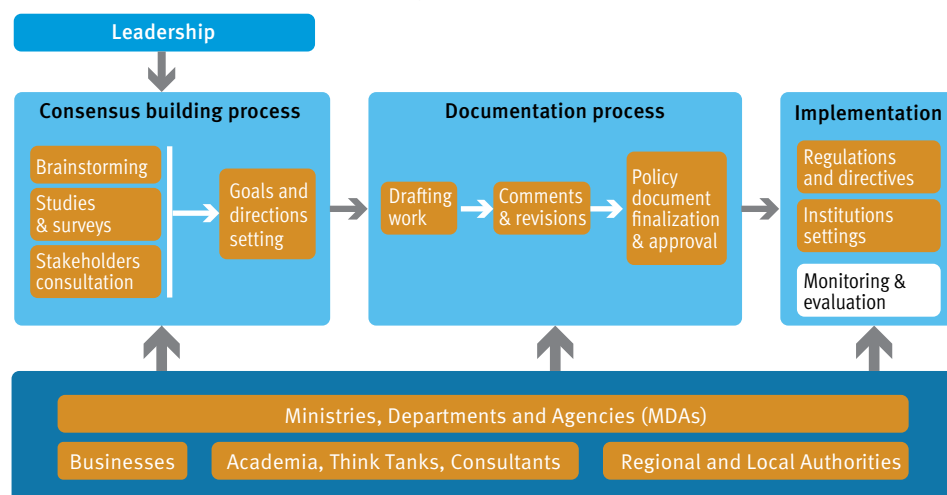 Leadership
Consensus building process
Brainstorming
Studies
& surveys
Stakeholders
consultation
Goals and
directions
setting
Documentation process
Drafting
work
Comments
& revisions
Policy
document
finalization
& approval
Implementation
Regulations
and directives
Institutions
settings
Monitoring &
evaluation
Ministries, Departments and Agencies (MDAs)
Businesses
Academia, Think Tanks, Consultants
Regional and Local Authorities